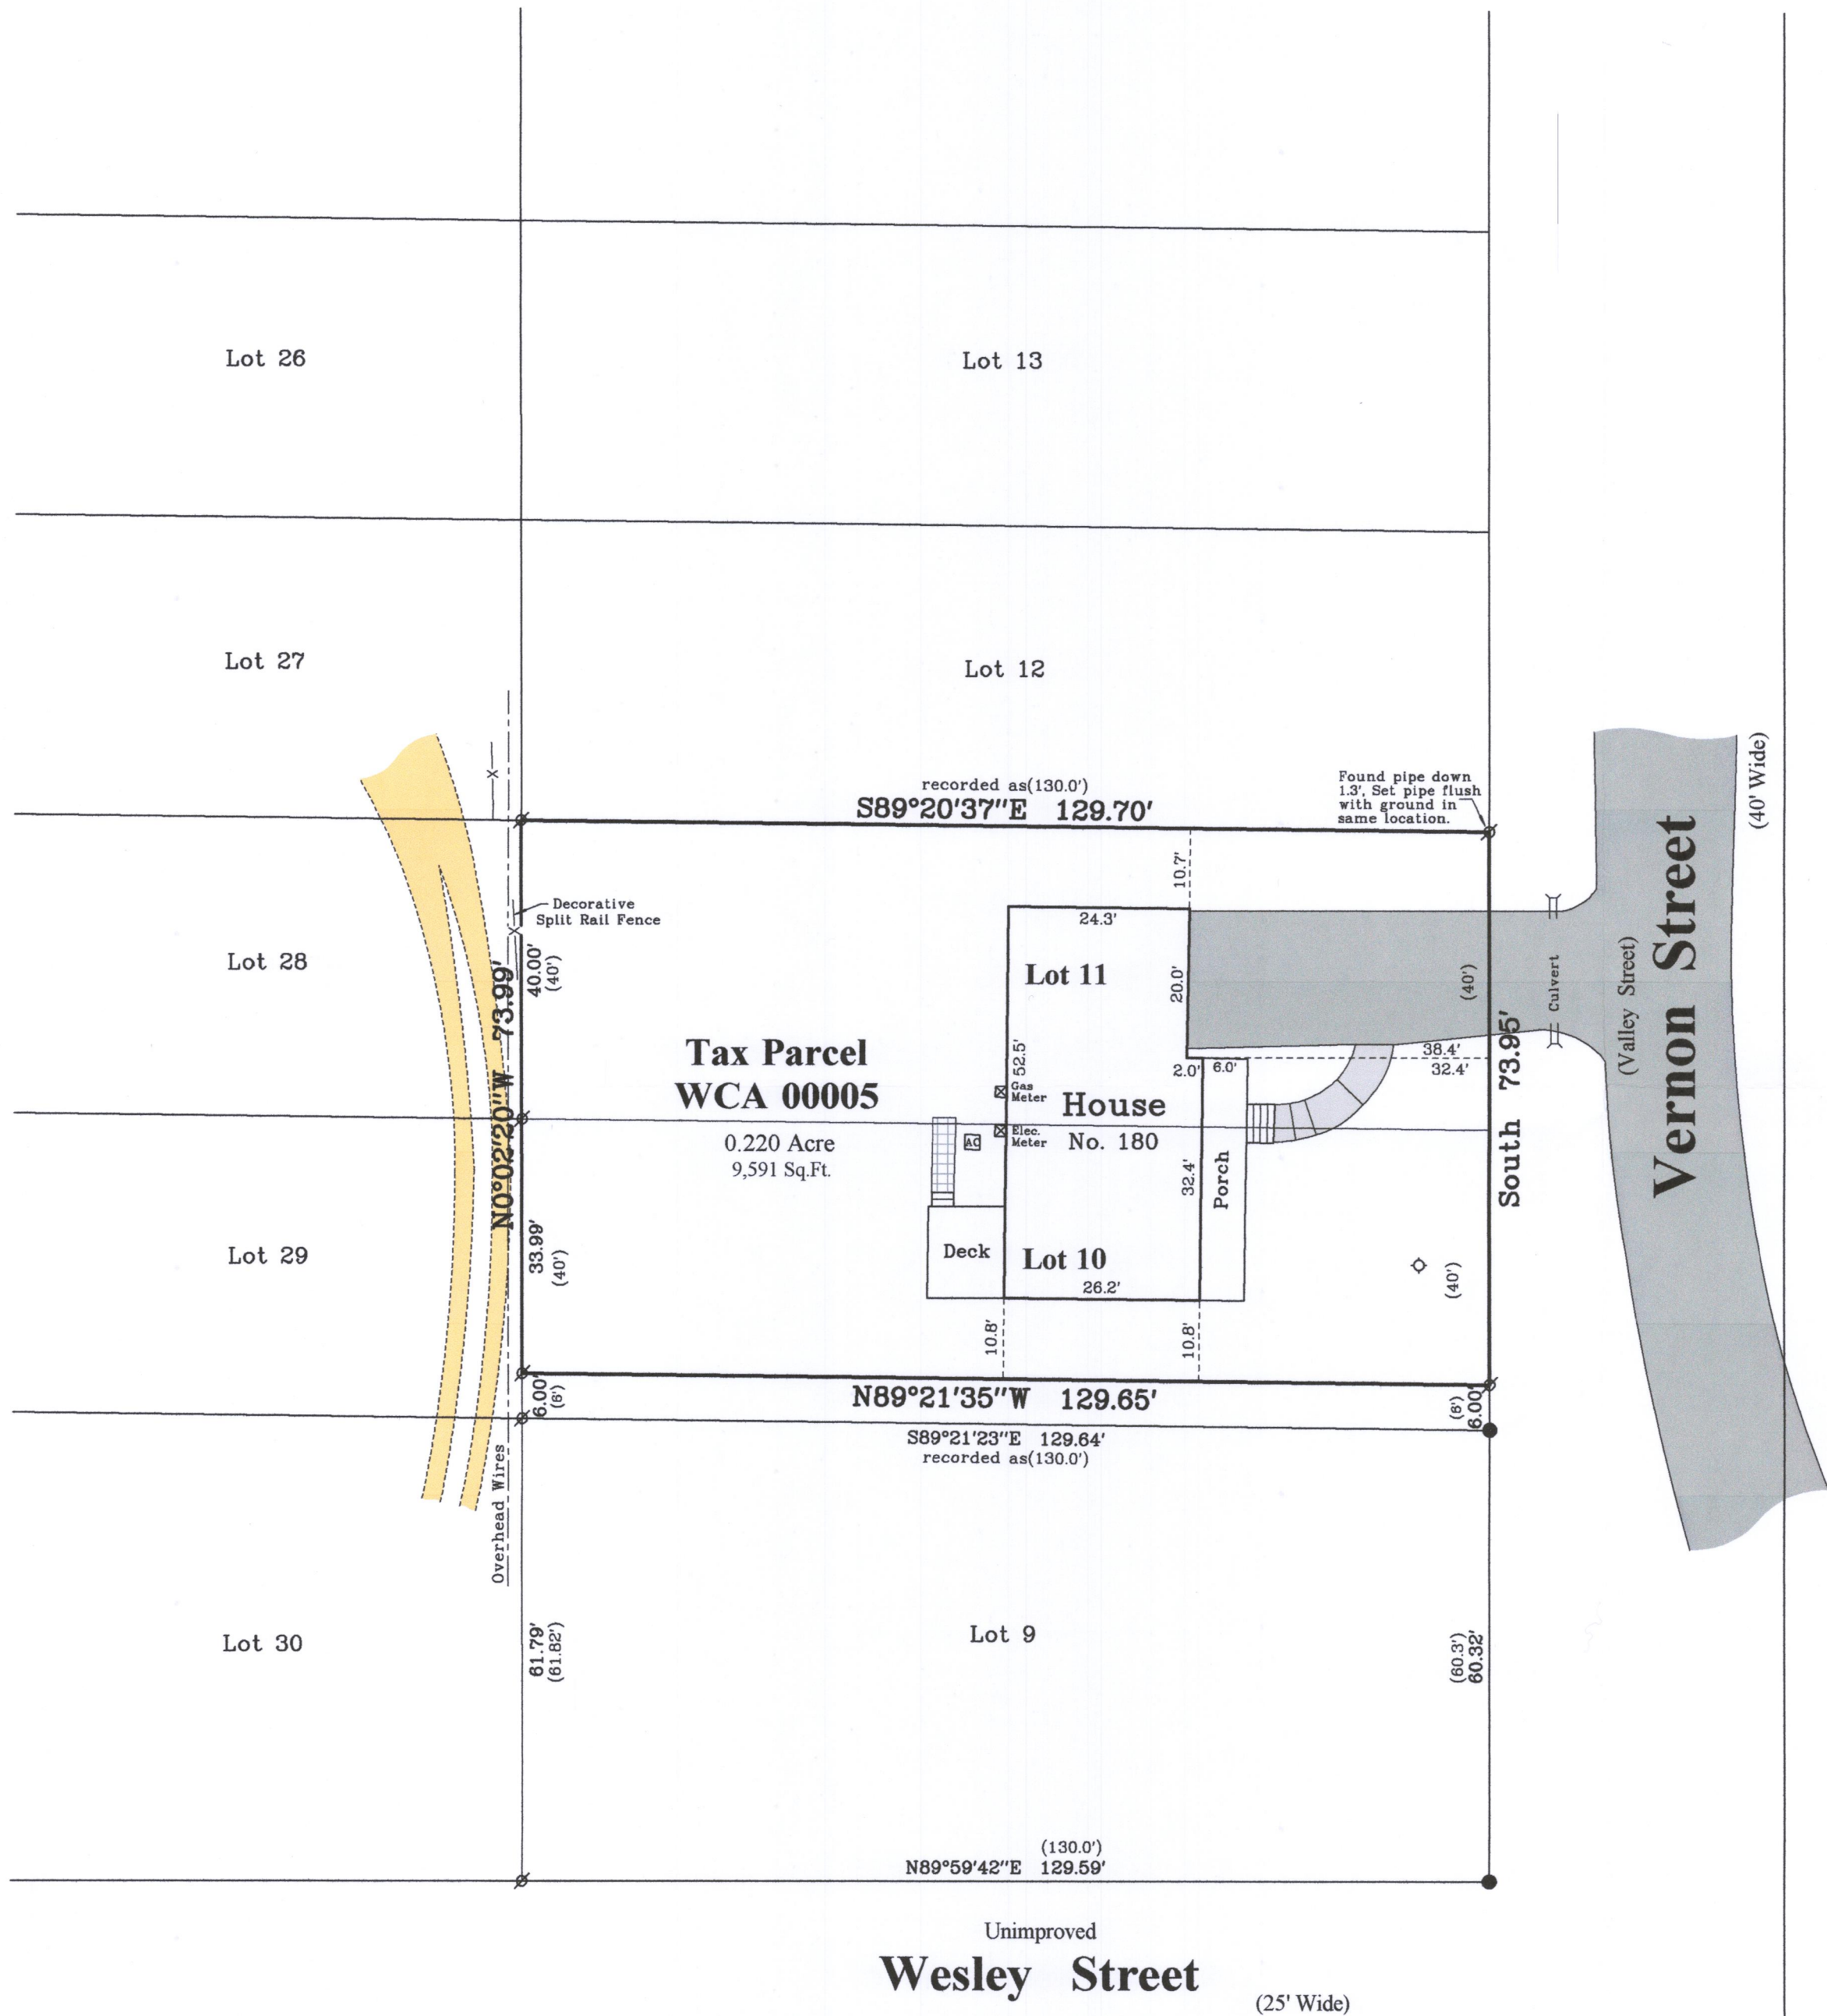 Lot 26
Lot 13
Lot 27
Lot 12
(40' Wide)
recorded as(130.0')
S89°20'37"E 129.70'
Found pipe down
1.3', Set pipe flush
with ground in
same location.
10.7'
Decorative
Split Rail Fence
24.3'
Lot 28
Lot 11
N0°02'20"W 73.99'
40.00'
(40')
20.0'
(40')
Culvert
(Valley Street)
Vernon Street
South 73.95'
Tax Parcel
WCA 00005
0.220 Acre
9,591 Sq.Ft.
52.5'
38.4'
32.4'
2.0'
6.0'
Gas
Meter
House
No. 180
Elec.
Meter
AC
32.4'
Porch
Lot 29
33.99'
(40')
Deck
Lot 10
26.2'
(40')
10.8'
10.8'
N89°21'35"W 129.65'
6.00'
(6')
(6')
6.00'
S89°21'23"E 129.64'
recorded as(130.0')
Overhead Wires
Lot 30
61.79'
(61.82')
Lot 9
(60.3')
60.32'
(130.0')
N89°59'42"E 129.59'
Unimproved
Wesley Street
(25' Wide)